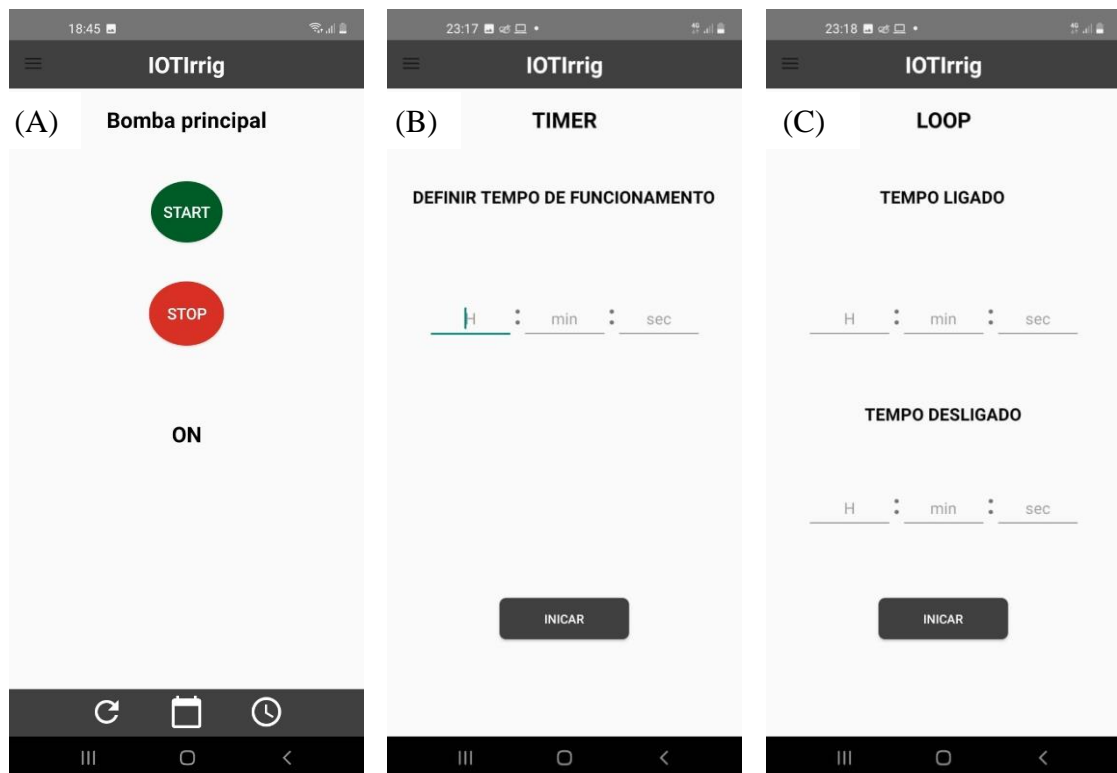 18:45
IOTIrrig
(A)
Bomba principal
START
STOP
ON
23:17
IOTIrrig
(B)
TIMER
DEFINIR TEMPO DE FUNCIONAMENTO
H : min : sec
INICAR
23:18
IOTIrrig
(C)
LOOP
TEMPO LIGADO
H : min : sec
TEMPO DESLIGADO
H : min : sec
INICAR